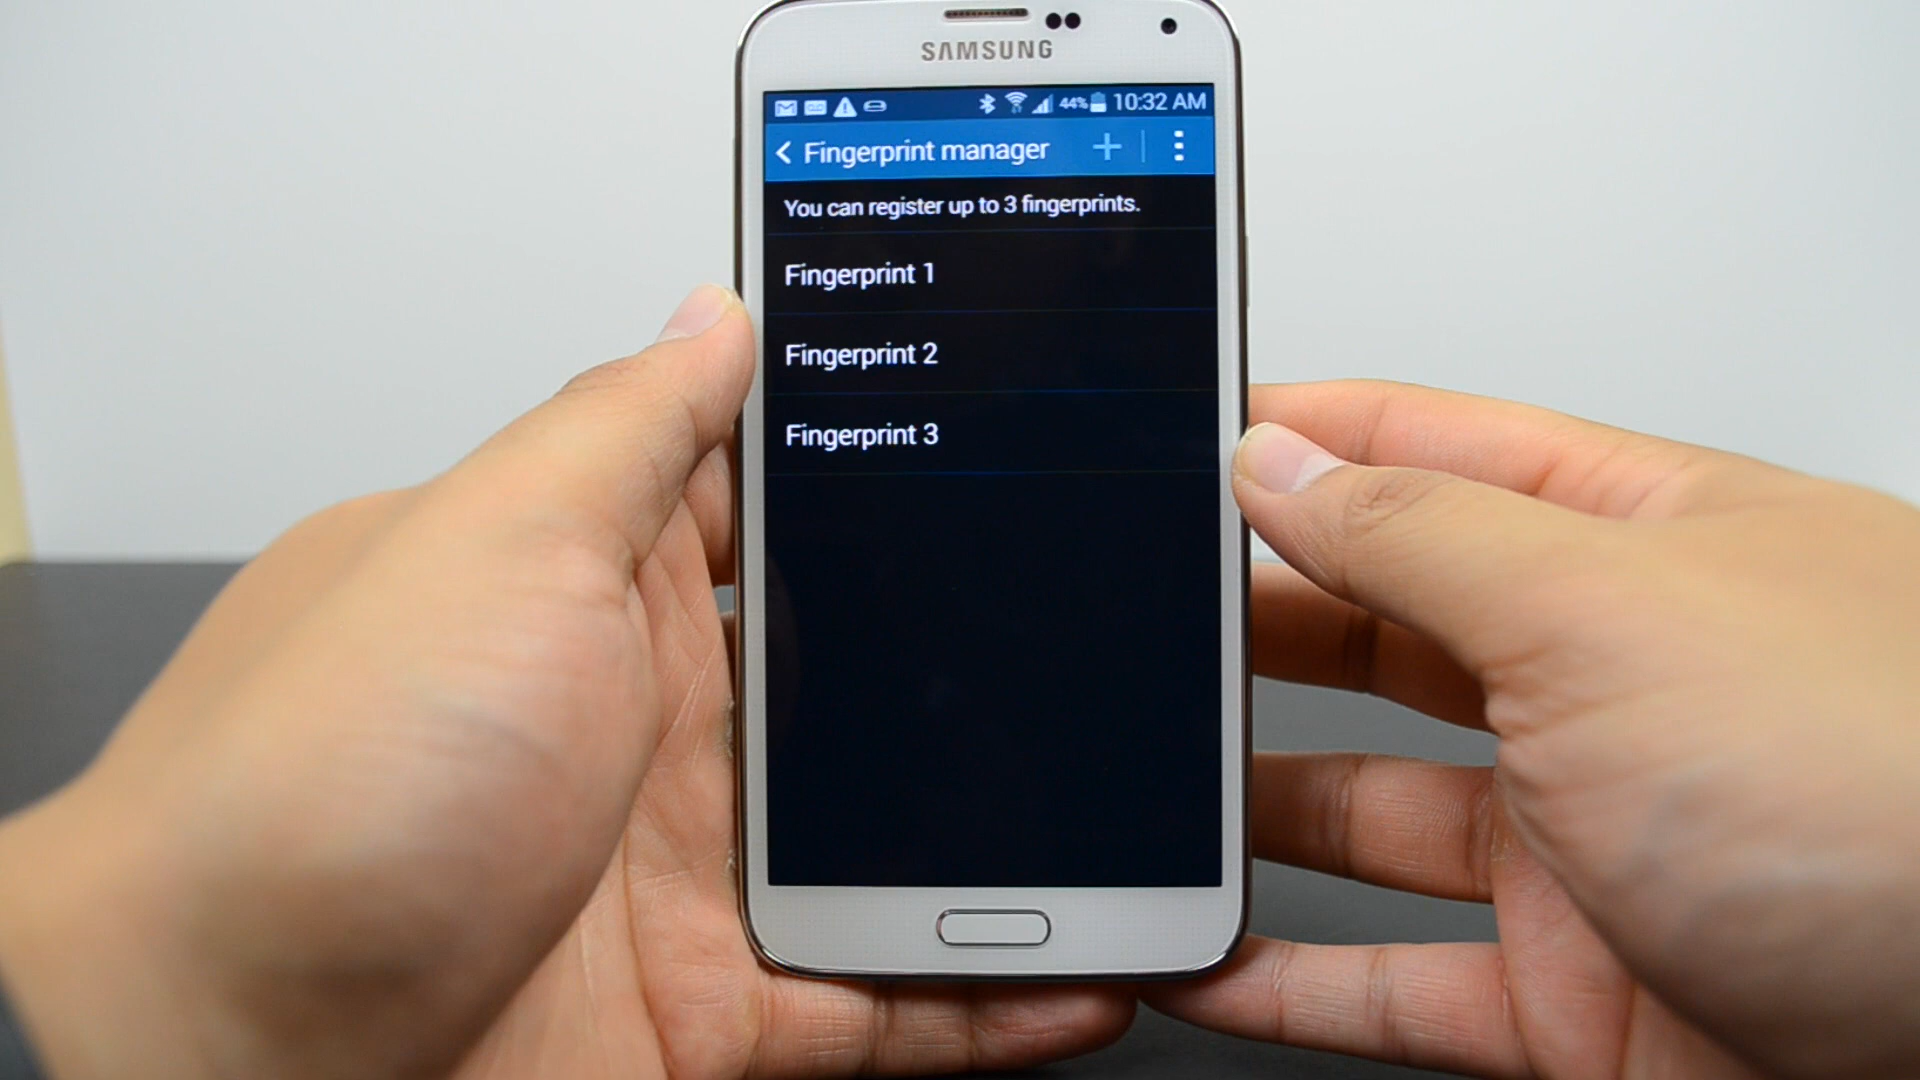 SAMSUNG
44% 10:32 AM
Fingerprint manager
You can register up to 3 fingerprints.
Fingerprint 1
Fingerprint 2
Fingerprint 3